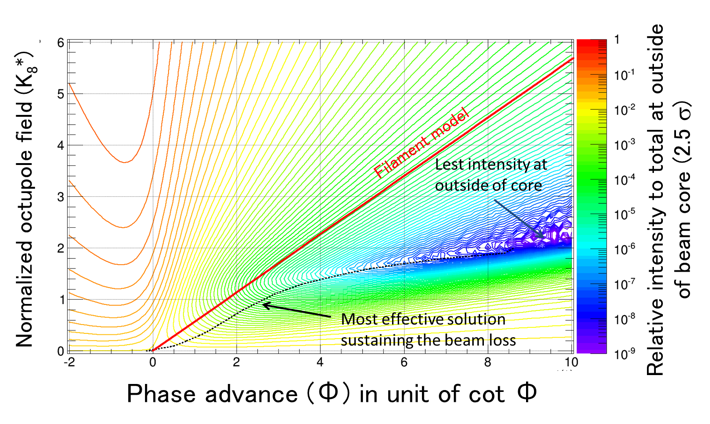 Normalized octupole field (K8*)
6
5
4
3
2
1
0
-2
0
2
4
6
8
10
Phase advance (Φ) in unit of cot Φ
Filament model
Lest intensity at
outside of core
Most effective solution
sustaining the beam loss
1
10-1
10-2
10-3
10-4
10-5
10-6
10-7
10-8
10-9
Relative intensity to total at outside
of beam core (2.5 σ)